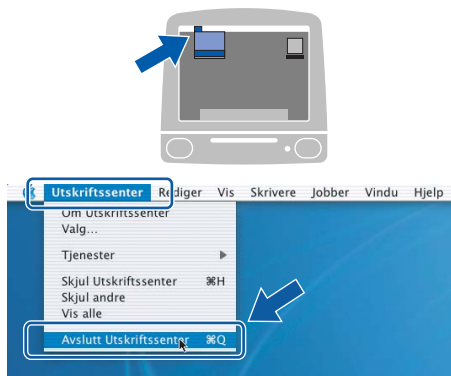 Utskriftssenter Rediger Vis Skrivere Jobber Vindu Hjelp
Om Utskriftssenter
Valg...
Tjenester
Skjul Utskriftssenter ⌘H
Skjul andre
Vis alle
Avslutt Utskriftssenter ⌘Q